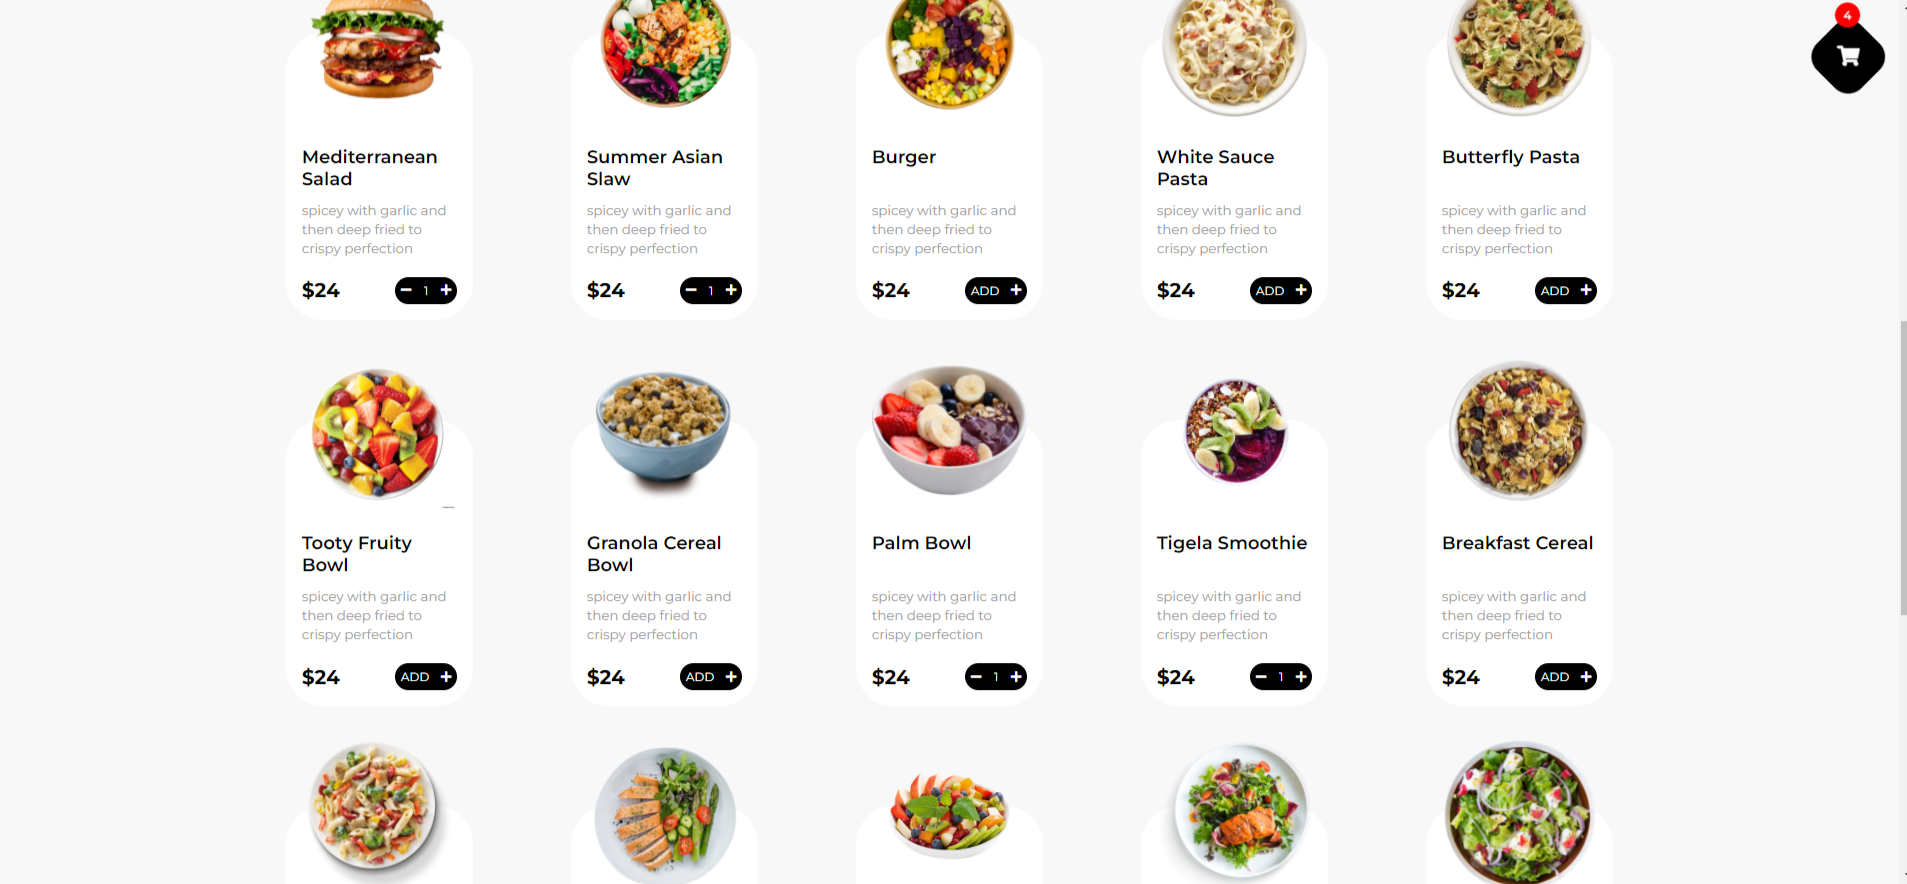 4
Mediterranean
Salad
spicey with garlic and
then deep fried to
crispy perfection
$24
1
Summer Asian
Slaw
spicey with garlic and
then deep fried to
crispy perfection
$24
1
Burger
spicey with garlic and
then deep fried to
crispy perfection
$24
ADD
White Sauce
Pasta
spicey with garlic and
then deep fried to
crispy perfection
$24
ADD
Butterfly Pasta
spicey with garlic and
then deep fried to
crispy perfection
$24
ADD
Tooty Fruity
Bowl
spicey with garlic and
then deep fried to
crispy perfection
$24
ADD
Granola Cereal
Bowl
spicey with garlic and
then deep fried to
crispy perfection
$24
ADD
Palm Bowl
spicey with garlic and
then deep fried to
crispy perfection
$24
1
Tigela Smoothie
spicey with garlic and
then deep fried to
crispy perfection
$24
1
Breakfast Cereal
spicey with garlic and
then deep fried to
crispy perfection
$24
ADD